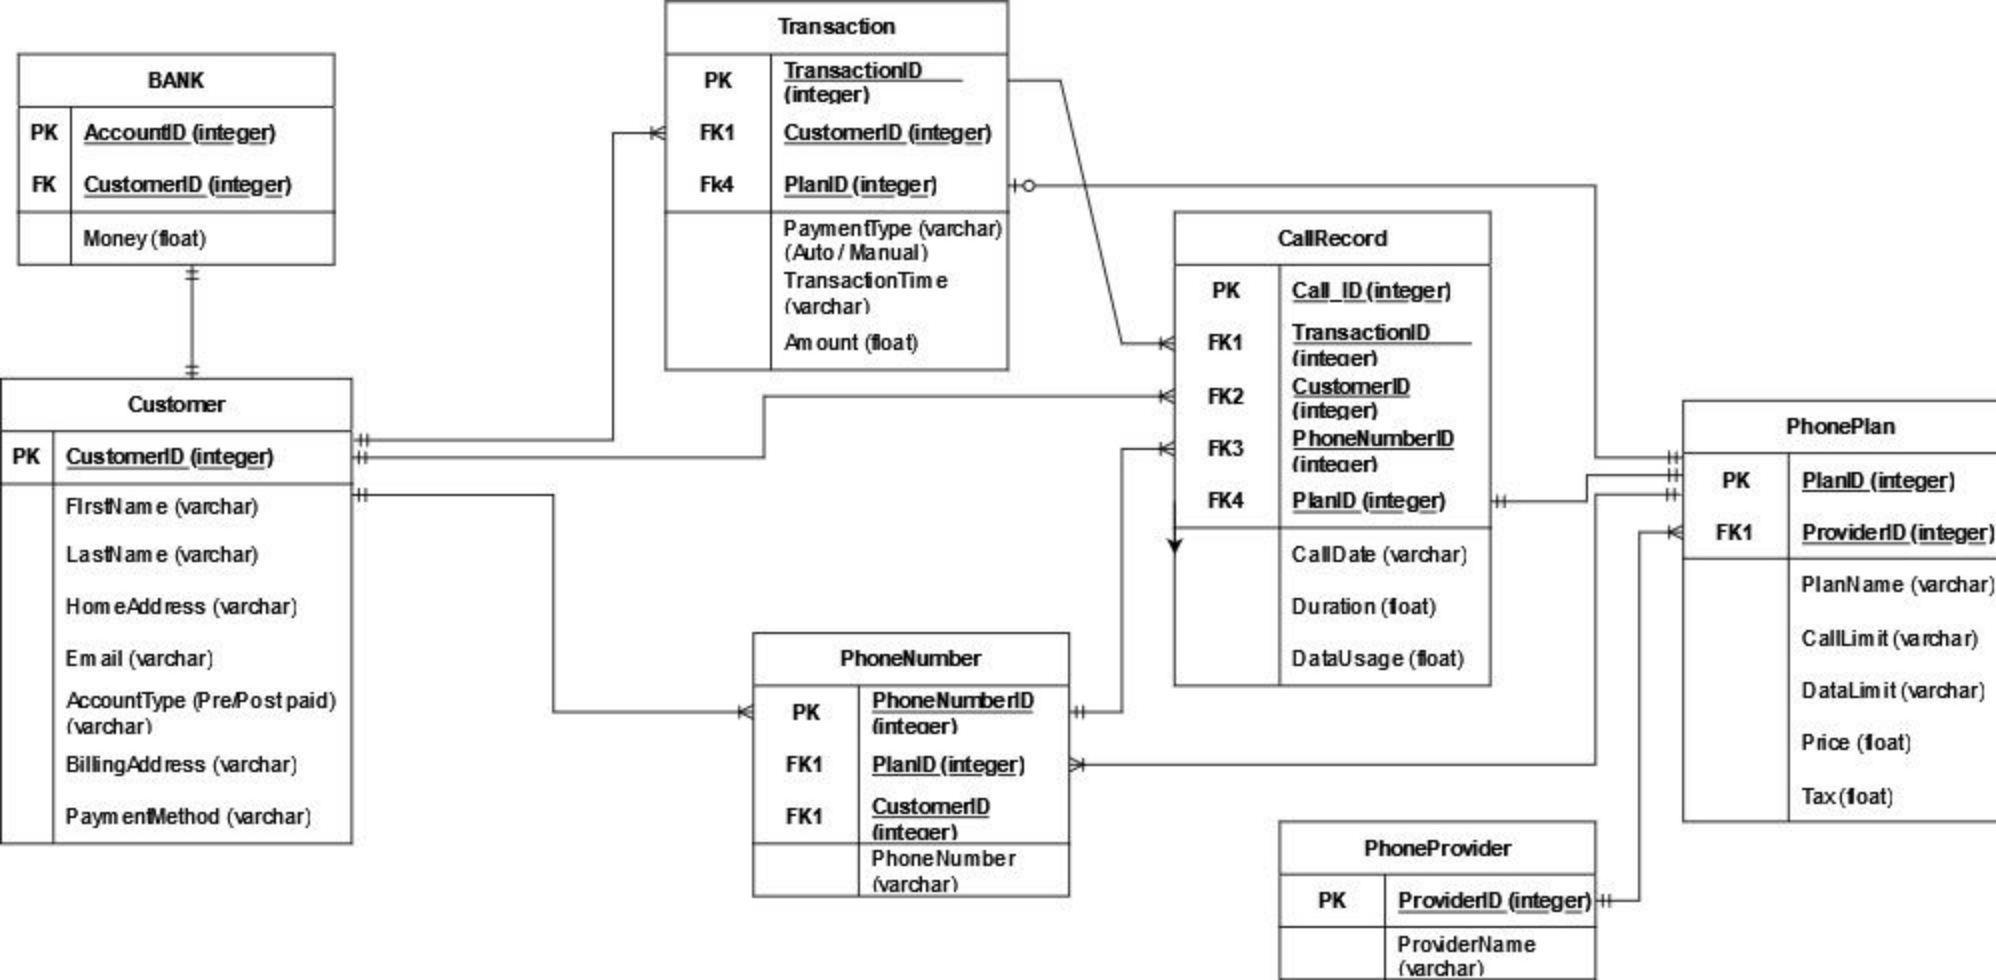 BANK
PK AccountID (integer)
FK CustomerID (integer)
Money (float)
Transaction
PK TransactionID
(integer)
FK1 CustomerID (integer)
Fk4 PlanID (integer)
PaymentType (varchar)
(Auto / Manual)
TransactionTime
(varchar)
Amount (float)
Customer
PK CustomerID (integer)
FIrstName (varchar)
LastName (varchar)
HomeAddress (varchar)
Email (varchar)
AccountType (Pre/Post paid)
(varchar)
BillingAddress (varchar)
PaymentMethod (varchar)
CallRecord
PK Call_ID (integer)
FK1 TransactionID
(integer)
FK2 CustomerID
(integer)
FK3 PhoneNumberID
(integer)
FK4 PlanID (integer)
CallDate (varchar)
Duration (float)
DataUsage (float)
PhoneNumber
PK PhoneNumberID
(integer)
FK1 PlanID (integer)
FK1 CustomerID
(integer)
PhoneNumber
(varchar)
PhonePlan
PK PlanID (integer)
FK1 ProviderID (integer)
PlanName (varchar)
CallLimit (varchar)
DataLimit (varchar)
Price (float)
Tax (float)
PhoneProvider
PK ProviderID (integer)
ProviderName
(varchar)